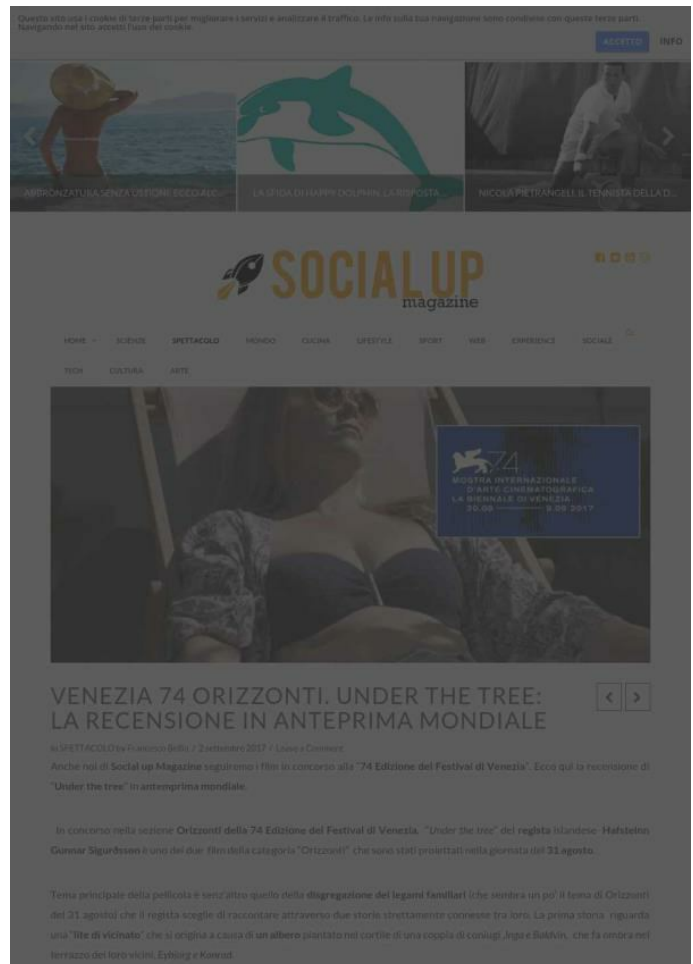 Questo sito usa i cookie di terze parti per migliorare i servizi e analizzare il traffico. Le info sulla tua navigazione sono condivise con queste terze parti.
Navigando nel sito accetti l'uso dei cookie.
ACCETTO INFO
ABBRONZATURA SENZA USTIONE ECCO ALC...
LA SFIDA DI HAPPY DOLPHIN, LA RISPOSTA ...
NICOLA PIETRANGELI: IL TENNISTA DELLA D...
SOCIAL UP
magazine
HOME SCIENZE SPETTACOLO MONDO CUCINA LIFESTYLE SPORT WEB EXPERIENCE SOCIALE
TECH CULTURA ARTE
74
MOSTRA INTERNAZIONALE
D'ARTE CINEMATOGRAFICA
LA BIENNALE DI VENEZIA
30.08 9.09 2017
VENEZIA 74 ORIZZONTI. UNDER THE TREE:
LA RECENSIONE IN ANTEPRIMA MONDIALE
In SPETTACOLO by Francesco Bellia / 2 settembre 2017 / Leave a Comment
Anche noi di Social up Magazine seguiremo i film in concorso alla "74 Edizione del Festival di Venezia". Ecco qui la recensione di
"Under the tree" in antemprima mondiale.
In concorso nella sezione Orizzonti della 74 Edizione del Festival di Venezia, "Under the tree" del regista islandese Hafsteinn
Gunnar Sigurðsson è uno dei due film della categoria "Orizzonti" che sono stati proiettati nella giornata del 31 agosto.
Tema principale della pellicola è senz'altro quello della disgregazione dei legami familiari (che sembra un po' il tema di Orizzonti
del 31 agosto) che il regista sceglie di raccontare attraverso due storie strettamente connesse tra loro. La prima storia riguarda
una "lite di vicinato" che si origina a causa di un albero piantato nel cortile di una coppia di coniugi ,Inga e Baldvin, che fa ombra nel
terrazzo dei loro vicini, Eybjorg e Konrad.